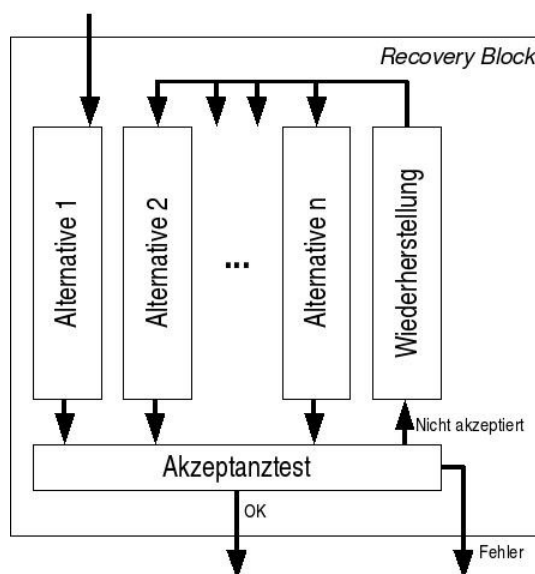 Recovery Block
Alternative 1
Alternative 2
...
Alternative n
Wiederherstellung
Nicht akzeptiert
Akzeptanztest
OK
Fehler